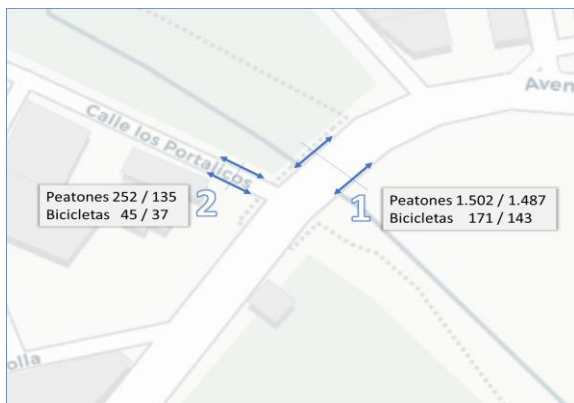 Aven
Calle los Portalicos
Peatones 252 / 135
Bicicletas 45 / 37
2
1
Peatones 1.502 / 1.487
Bicicletas 171 / 143
olla